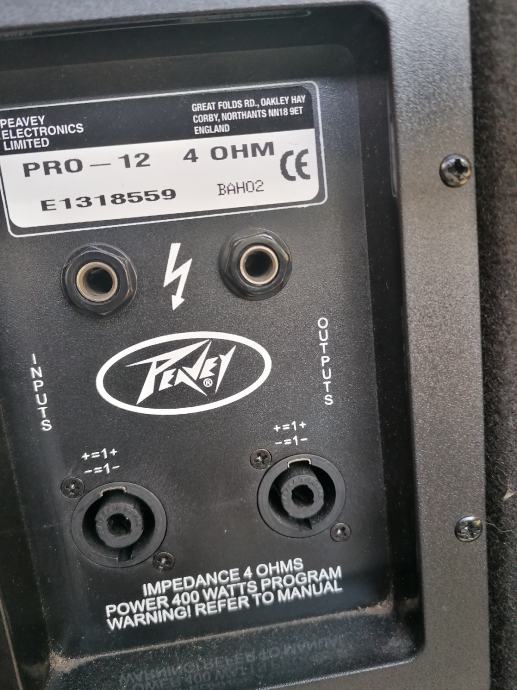 PEAVEY
ELECTRONICS
LIMITED
GREAT FOLDS RD., OAKLEY HAY
CORBY, NORTHANTS NN18 9ET
ENGLAND
PRO-12 4 OHM
CE
E1318559 BAH02
INPUTS
PEAVEY®
OUTPUTS
+=1+
-=1-
+=1+
-=1-
IMPEDANCE 4 OHMS
POWER 400 WATTS PROGRAM
WARNING! REFER TO MANUAL